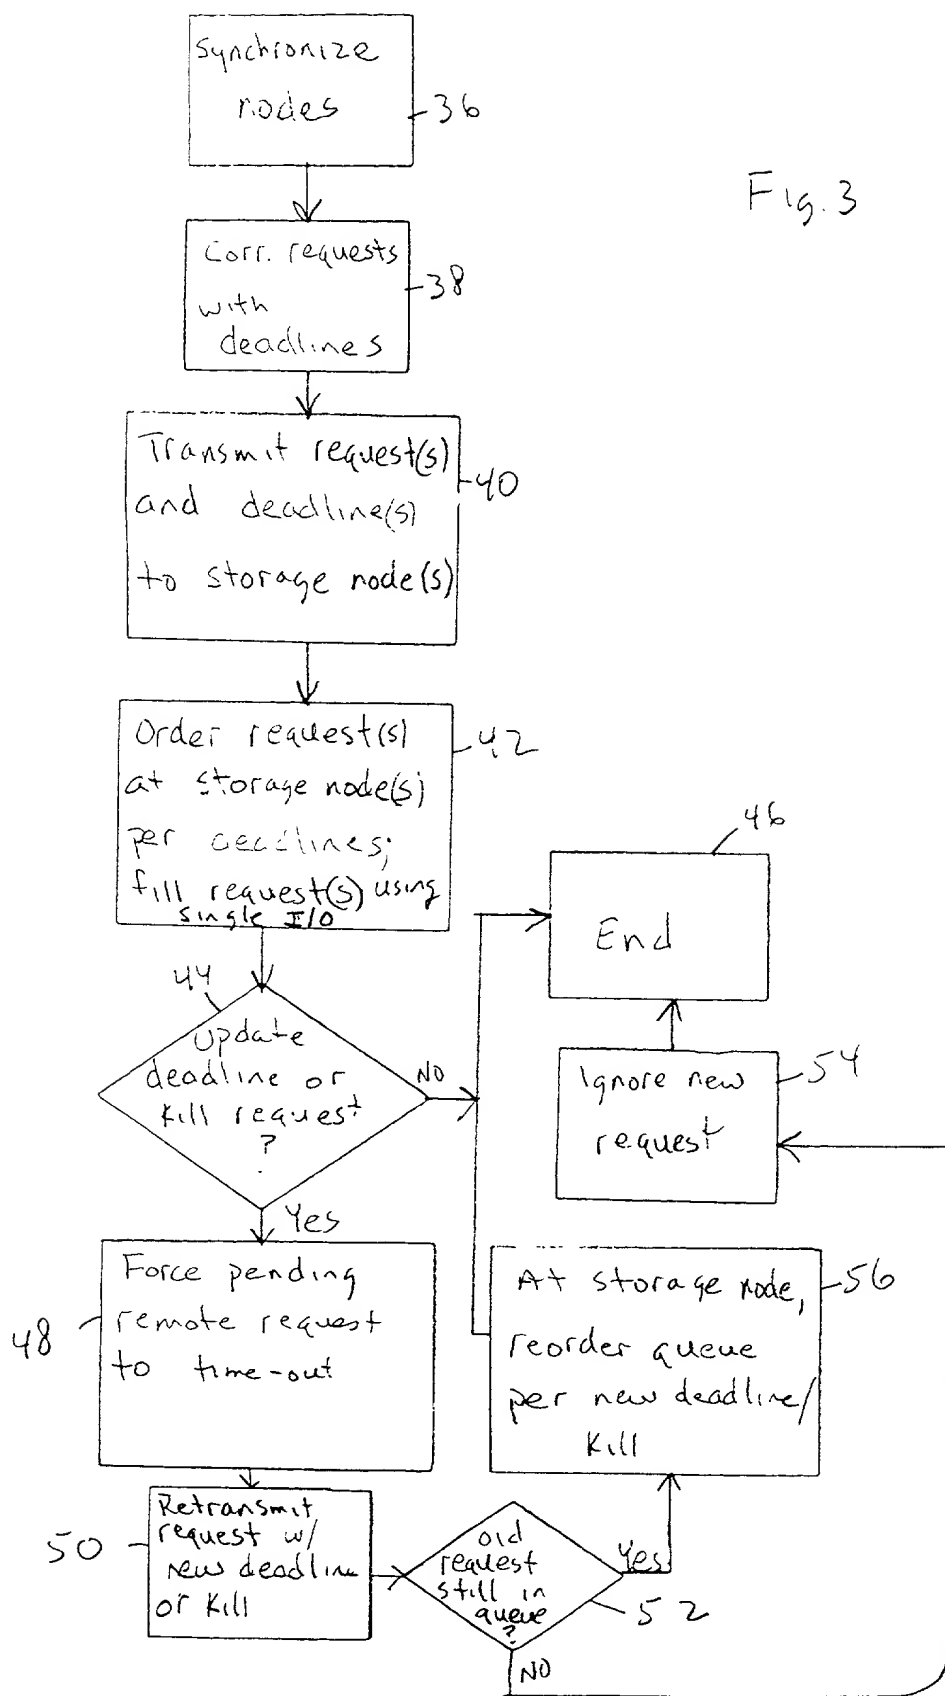 Synchronize
nodes
36
Fig. 3
Corr. requests
with
deadlines
38
Transmit request(s)
and deadline(s)
to storage node(s)
40
Order request(s)
at storage node(s)
per deadlines;
fill request(s) using
single I/O
42
46
End
44
Update
deadline or
Kill request
?
NO
Yes
Ignore new
request
54
Force pending
remote request
to time-out
48
At storage node,
reorder queue
per new deadline/
Kill
56
Retransmit
request w/
new deadline
or Kill
50
old
request
still in
queue
?
Yes
52
NO